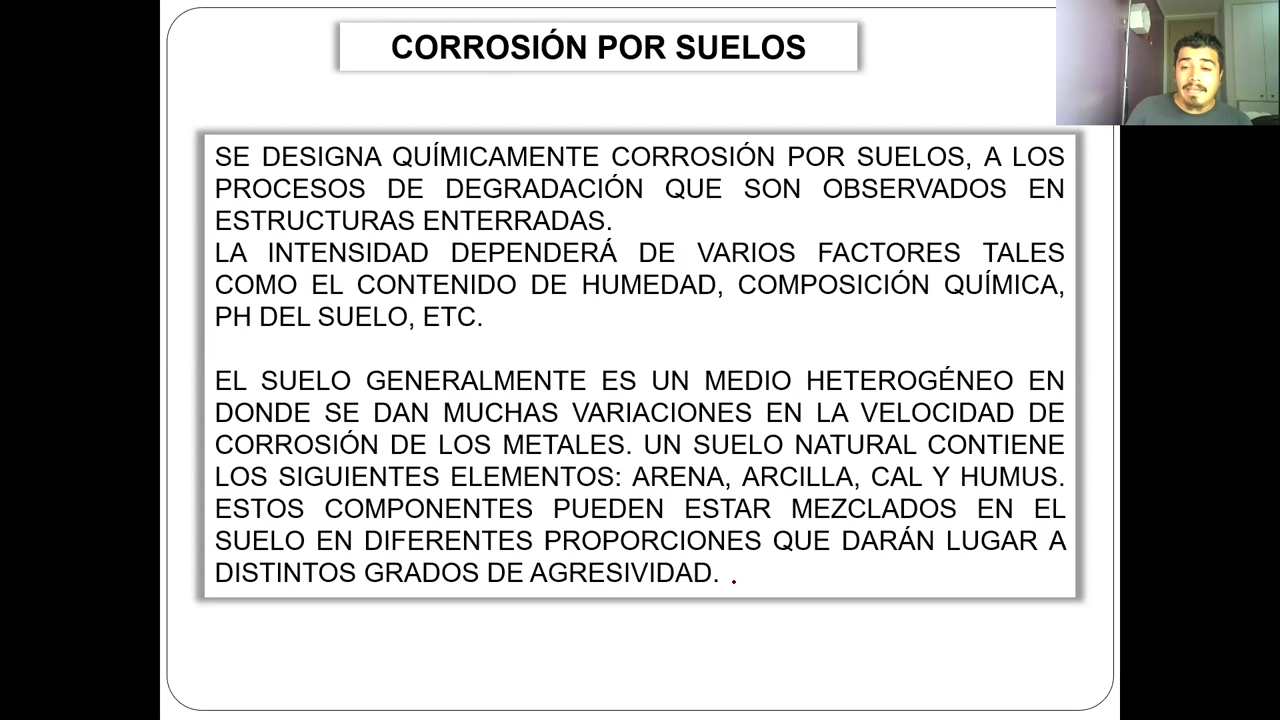 CORROSIÓN POR SUELOS
SE DESIGNA QUÍMICAMENTE CORROSIÓN POR SUELOS, A LOS
PROCESOS DE DEGRADACIÓN QUE SON OBSERVADOS EN
ESTRUCTURAS ENTERRADAS.
LA INTENSIDAD DEPENDERÁ DE VARIOS FACTORES TALES
COMO EL CONTENIDO DE HUMEDAD, COMPOSICIÓN QUÍMICA,
PH DEL SUELO, ETC.
EL SUELO GENERALMENTE ES UN MEDIO HETEROGÉNEO EN
DONDE SE DAN MUCHAS VARIACIONES EN LA VELOCIDAD DE
CORROSIÓN DE LOS METALES. UN SUELO NATURAL CONTIENE
LOS SIGUIENTES ELEMENTOS: ARENA, ARCILLA, CAL Y HUMUS.
ESTOS COMPONENTES PUEDEN ESTAR MEZCLADOS EN EL
SUELO EN DIFERENTES PROPORCIONES QUE DARÁN LUGAR A
DISTINTOS GRADOS DE AGRESIVIDAD.